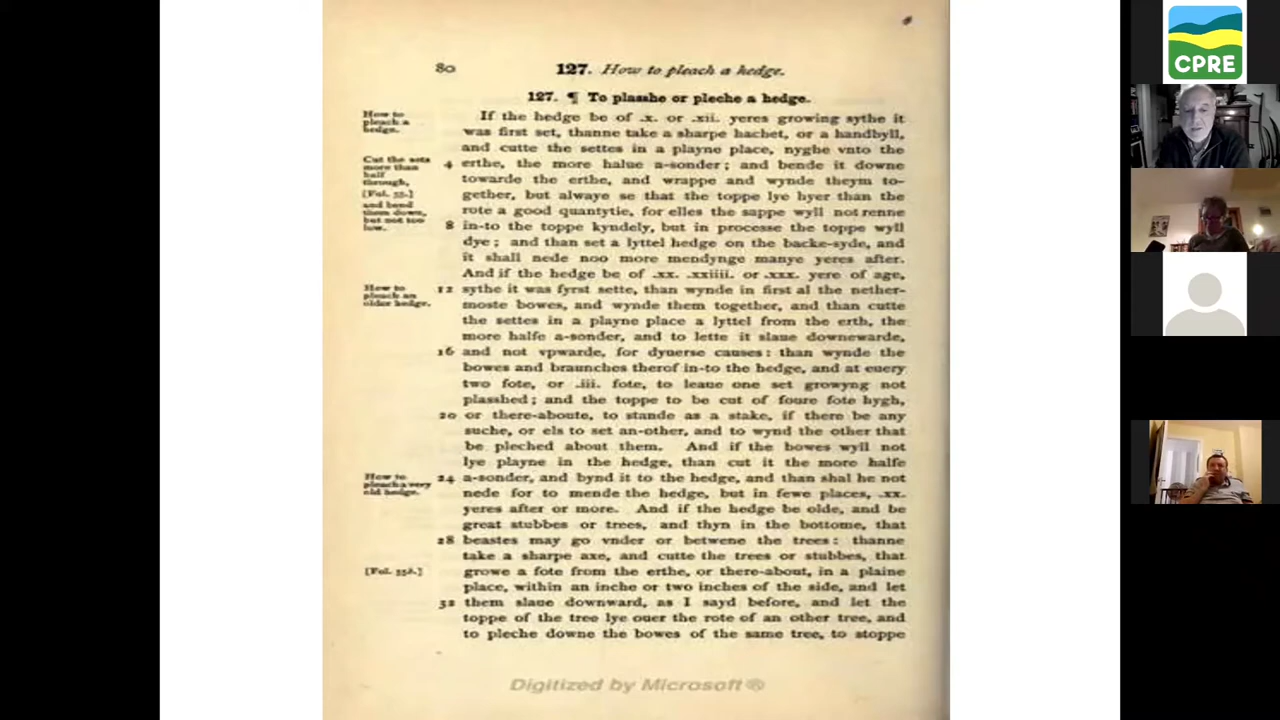 80
127. How to pleach a hedge.
127. ¶ To plasshe or pleche a hedge.
How to
pleach a
hedge.
If the hedge be of .x. or .xii. yeres growing sythe it
was first set, thanne take a sharpe hachet, or a handbyll,
and cutte the settes in a playne place, nyghe vnto the
Cut the sets
more than
half
through,
[Fol. 55.]
and bend
them down,
but not too
low.
4 erthe, the more halue a-sonder; and bende it downe
towarde the erthe, and wrappe and wynde theym to-
gether, but alwaye se that the toppe lye hyer than the
rote a good quantytie, for elles the sappe wyll not renne
8 in-to the toppe kyndely, but in processe the toppe wyll
dye; and than set a lyttel hedge on the backe-syde, and
it shall nede noo more mendynge manye yeres after.
And if the hedge be of .xx. .xxiiii. or .xxx. yere of age,
How to
pleach an
older hedge.
12 sythe it was fyrst sette, than wynde in first al the nether-
moste bowes, and wynde them together, and than cutte
the settes in a playne place a lyttel from the erth, the
more halfe a-sonder, and to lette it slaue downewarde,
16 and not vpwarde, for dyuerse causes: than wynde the
bowes and braunches therof in-to the hedge, and at euery
two fote, or .iii. fote, to leaue one set growyng not
plasshed; and the toppe to be cut of foure fote hygh,
20 or there-aboute, to stande as a stake, if there be any
suche, or els to set an-other, and to wynd the other that
be pleched about them. And if the bowes wyll not
lye playne in the hedge, than cut it the more halfe
How to
pleach a very
old hedge.
24 a-sonder, and bynd it to the hedge, and than shal he not
nede for to mende the hedge, but in fewe places, .xx.
yeres after or more. And if the hedge be olde, and be
great stubbes or trees, and thyn in the bottome, that
28 beastes may go vnder or betwene the trees: thanne
take a sharpe axe, and cutte the trees or stubbes, that
[Fol. 55b.]
growe a fote from the erthe, or there-about, in a plaine
place, within an inche or two inches of the side, and let
32 them slaue downward, as I sayd before, and let the
toppe of the tree lye ouer the rote of an other tree, and
to pleche downe the bowes of the same tree, to stoppe
Digitized by Microsoft®
CPRE